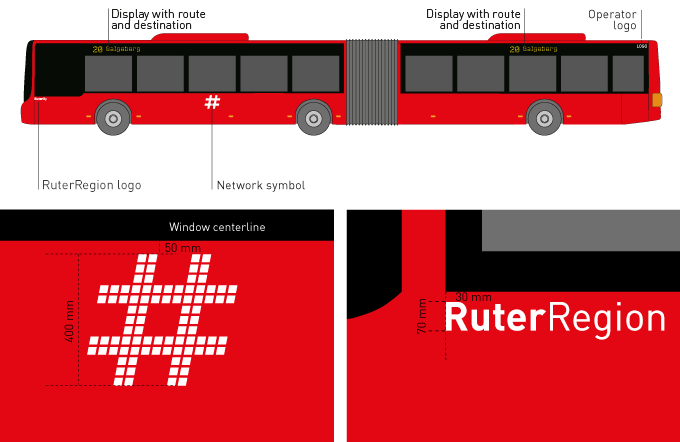 Display with route
and destination
Display with route
and destination
Operator
logo
20 Galgeberg
20 Galgeberg
LOGO
#
RuterRegion logo
Network symbol
Window centerline
50 mm
400 mm
#
30 mm
70 mm
RuterRegion